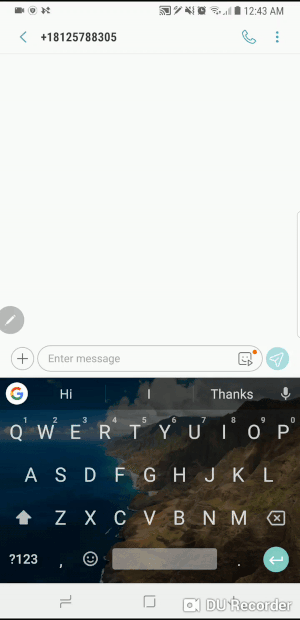 12:43 AM
+18125788305
Enter message
G Hi I Thanks
1 2 3 4 5 6 7 8 9 0
Q W E R T Y U I O P
A S D F G H J K L
Z X C V B N M
?123 , .
DU Recorder